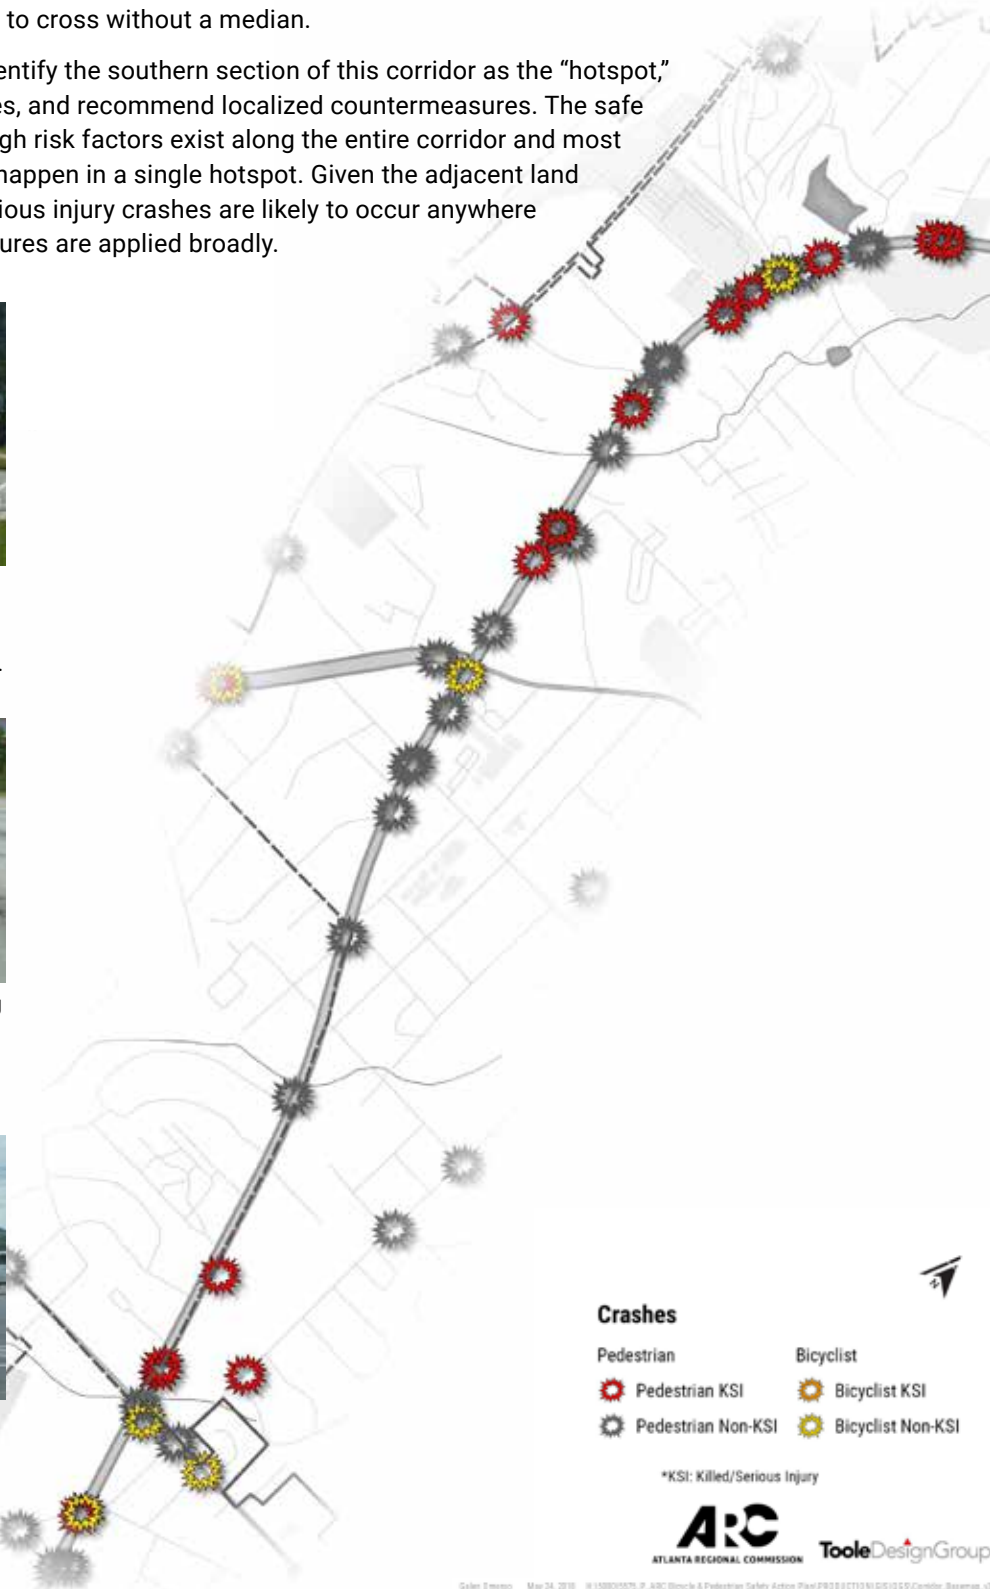 to cross without a median.
entify the southern section of this corridor as the “hotspot,”
es, and recommend localized countermeasures. The safe
gh risk factors exist along the entire corridor and most
happen in a single hotspot. Given the adjacent land
ious injury crashes are likely to occur anywhere
ures are applied broadly.
N
Crashes
Pedestrian
Bicyclist
Pedestrian KSI
Bicyclist KSI
Pedestrian Non-KSI
Bicyclist Non-KSI
*KSI: Killed/Serious Injury
ARC
ATLANTA REGIONAL COMMISSION
TooleDesignGroup